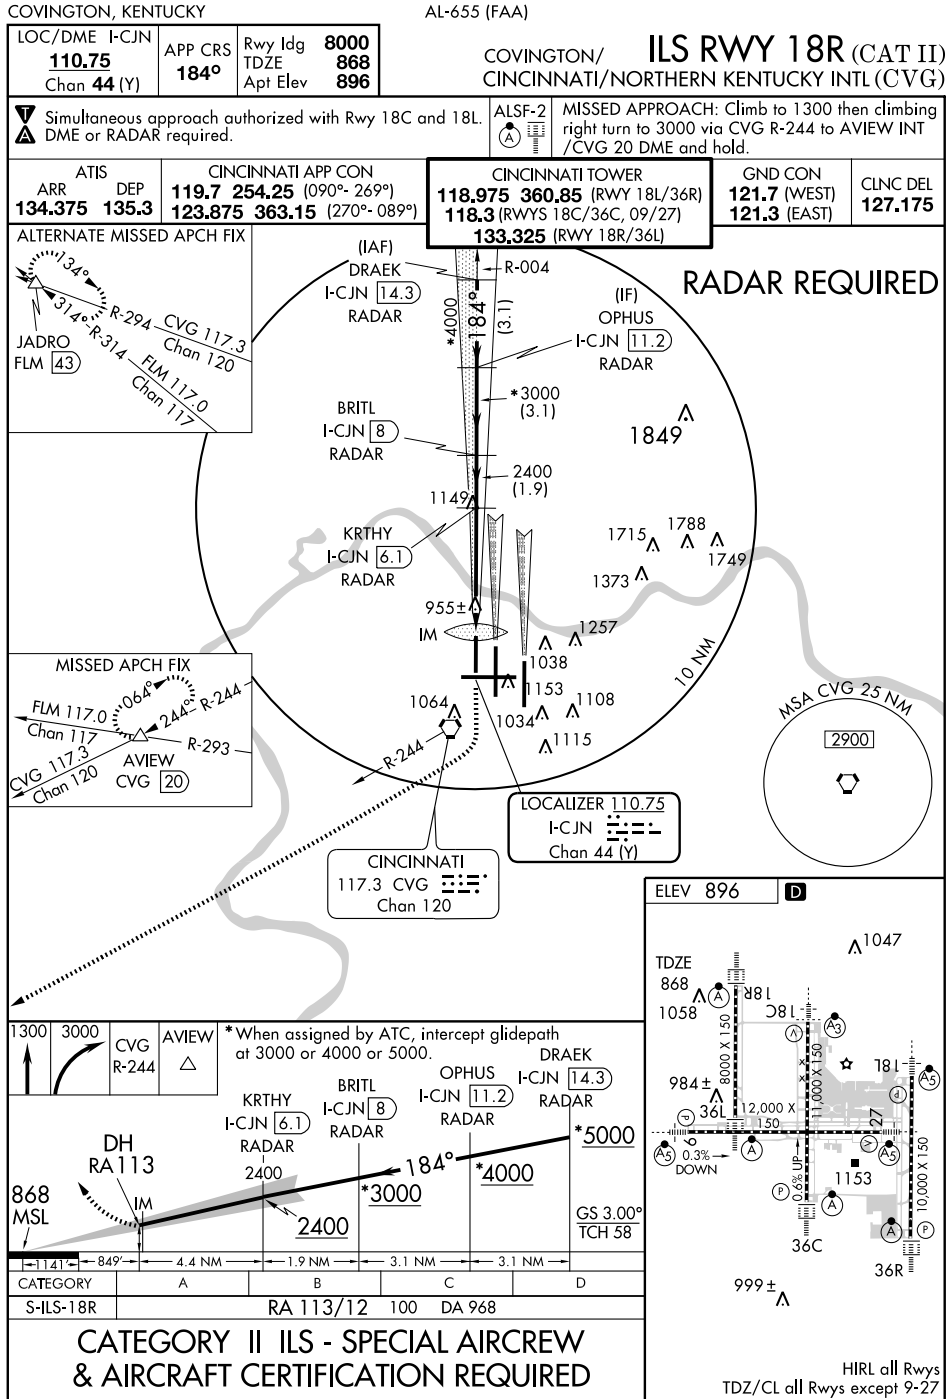 COVINGTON, KENTUCKY
AL-655 (FAA)
LOC/DME I-CJN
110.75
Chan 44 (Y)
APP CRS
184°
Rwy ldg 8000
TDZE 868
Apt Elev 896
ILS RWY 18R (CAT II)
COVINGTON/
CINCINNATI/NORTHERN KENTUCKY INTL (CVG)
T
A
Simultaneous approach authorized with Rwy 18C and 18L.
DME or RADAR required.
ALSF-2
A
MISSED APPROACH: Climb to 1300 then climbing
right turn to 3000 via CVG R-244 to AVIEW INT
/CVG 20 DME and hold.
ATIS
ARR DEP
134.375 135.3
CINCINNATI APP CON
119.7 254.25 (090°- 269°)
123.875 363.15 (270°- 089°)
CINCINNATI TOWER
118.975 360.85 (RWY 18L/36R)
118.3 (RWYS 18C/36C, 09/27)
133.325 (RWY 18R/36L)
GND CON
121.7 (WEST)
121.3 (EAST)
CLNC DEL
127.175
ALTERNATE MISSED APCH FIX
134°
314°
R-294
CVG 117.3
Chan 120
R-314
FLM 117.0
Chan 117
JADRO
FLM 43
(IAF)
DRAEK
I-CJN 14.3
RADAR
R-004
*4000
184°
(3.1)
RADAR REQUIRED
(IF)
OPHUS
I-CJN 11.2
RADAR
*3000
(3.1)
BRITL
I-CJN 8
RADAR
1849
2400
(1.9)
1149
KRTHY
I-CJN 6.1
RADAR
1715
1788
1749
1373
955±
IM
1257
1038
1153
1064
1034
1108
1115
10 NM
R-244
MISSED APCH FIX
064°
244°
R-244
FLM 117.0
Chan 117
R-293
CVG 117.3
Chan 120
AVIEW
CVG 20
MSA CVG 25 NM
2900
LOCALIZER 110.75
I-CJN
Chan 44 (Y)
CINCINNATI
117.3 CVG
Chan 120
ELEV 896
D
1047
TDZE
868
1058
A
18R
18C
V
A3
8000 X 150
11,000 X 150
18L
A5
984±
36L
12,000 X
150
P
P
9
27
A5
0.3%
DOWN
A
V
A5
0.6% UP
1153
10,000 X 150
P
A
A
P
36C
36R
999±
HIRL all Rwys
TDZ/CL all Rwys except 9-27
1300
3000
CVG
R-244
AVIEW
*When assigned by ATC, intercept glidepath
at 3000 or 4000 or 5000.
DRAEK
I-CJN 14.3
RADAR
OPHUS
I-CJN 11.2
RADAR
BRITL
I-CJN 8
RADAR
KRTHY
I-CJN 6.1
RADAR
2400
DH
RA 113
IM
184°
*5000
*4000
*3000
2400
868
MSL
GS 3.00°
TCH 58
1141'
849'
4.4 NM
1.9 NM
3.1 NM
3.1 NM
CATEGORY A B C D
S-ILS-18R RA 113/12 100 DA 968
CATEGORY II ILS - SPECIAL AIRCREW
& AIRCRAFT CERTIFICATION REQUIRED